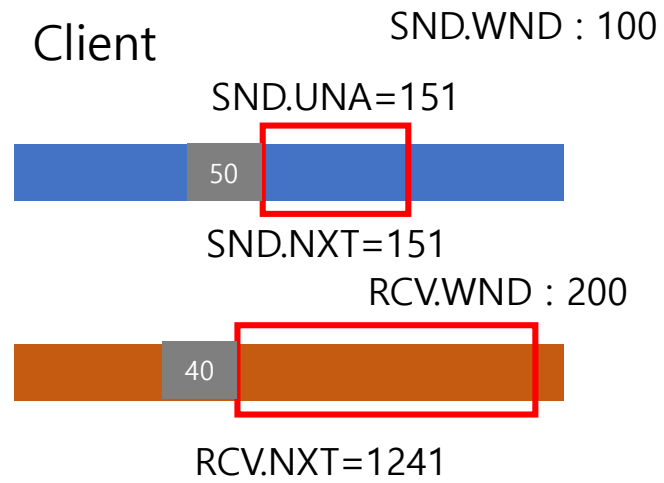 Client
SND.WND : 100
SND.UNA=151
50
SND.NXT=151
RCV.WND : 200
40
RCV.NXT=1241